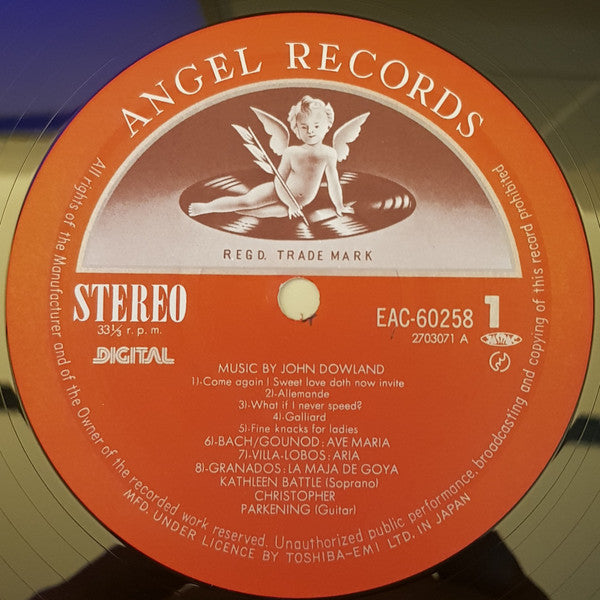 ANGEL RECORDS
REGD. TRADE MARK
STEREO
33⅓ r. p. m.
DIGITAL
EAC-60258 1
2703071 A
MUSIC BY JOHN DOWLAND
1)-Come again ! Sweet love doth now invite
2)-Allemande
3)-What if I never speed?
4)-Galliard
5)-Fine knacks for ladies
6)-BACH/GOUNOD: AVE MARIA
7)-VILLA-LOBOS: ARIA
8)-GRANADOS: LA MAJA DE GOYA
KATHLEEN BATTLE (Soprano)
CHRISTOPHER
PARKENING (Guitar)
All rights of the Manufacturer and of the Owner of the recorded work reserved. Unauthorized public performance, broadcasting and copying of this record prohibited
MFD. UNDER LICENCE BY TOSHIBA-EMI LTD. IN JAPAN